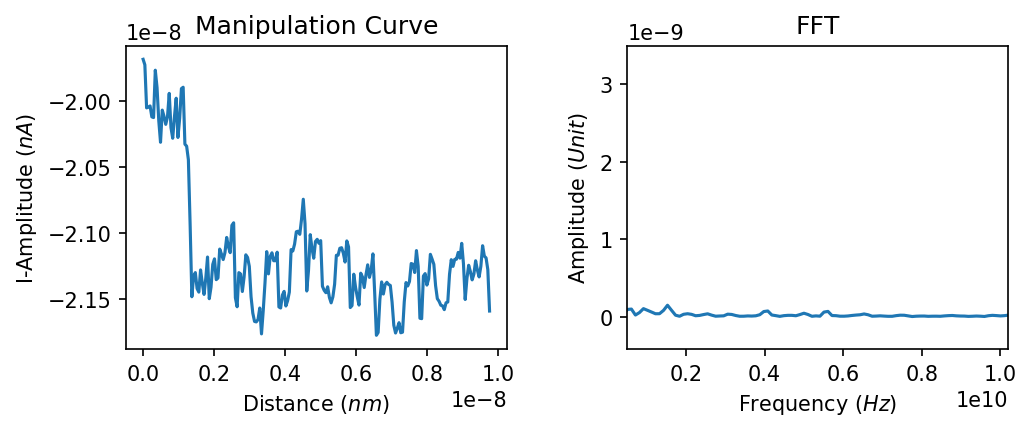 Manipulation Curve
1e−8
−2.00
−2.05
−2.10
−2.15
I-Amplitude (nA)
0.0 0.2 0.4 0.6 0.8 1.0
Distance (nm)
1e−8
FFT
1e−9
3
2
1
0
Amplitude (Unit)
0.2 0.4 0.6 0.8 1.0
Frequency (Hz)
1e10